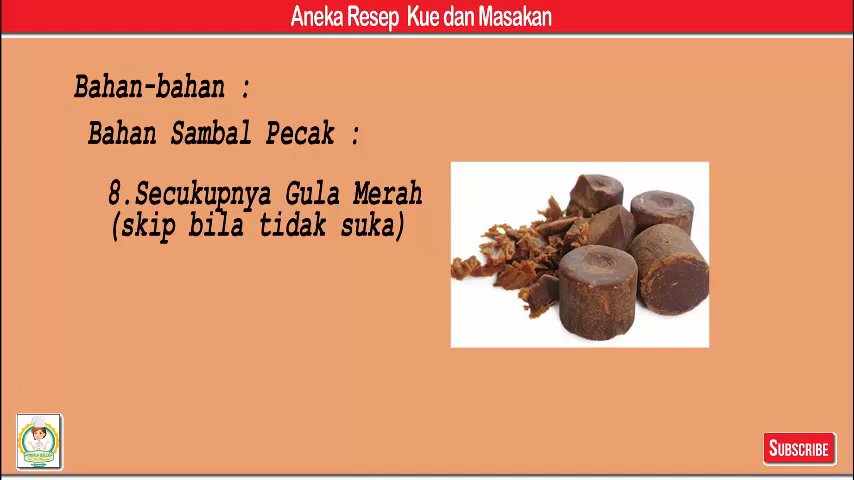 Aneka Resep Kue dan Masakan
Bahan-bahan :
Bahan Sambal Pecak :
8.Secukupnya Gula Merah
(skip bila tidak suka)
SUBSCRIBE